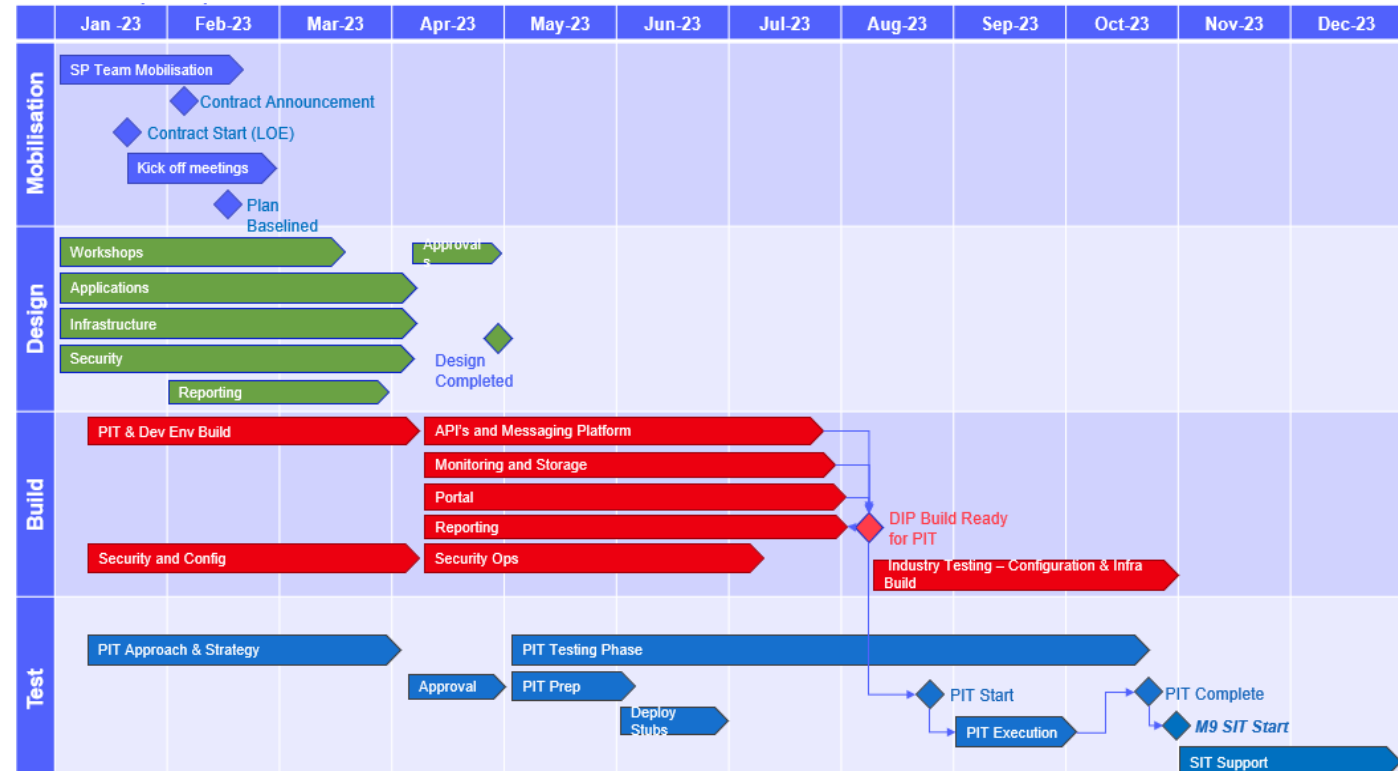 Jan -23 Feb-23 Mar-23 Apr-23 May-23 Jun-23 Jul-23 Aug-23 Sep-23 Oct-23 Nov-23 Dec-23
Mobilisation
SP Team Mobilisation
Contract Announcement
Contract Start (LOE)
Kick off meetings
Plan
Baselined
Design
Workshops
Approval
s
Applications
Infrastructure
Security
Design
Completed
Reporting
Build
PIT & Dev Env Build
API's and Messaging Platform
Monitoring and Storage
Portal
Reporting
DIP Build Ready
for PIT
Security and Config
Security Ops
Industry Testing – Configuration & Infra
Build
Test
PIT Approach & Strategy
PIT Testing Phase
Approval
PIT Prep
PIT Start
PIT Complete
Deploy
Stubs
PIT Execution
M9 SIT Start
SIT Support